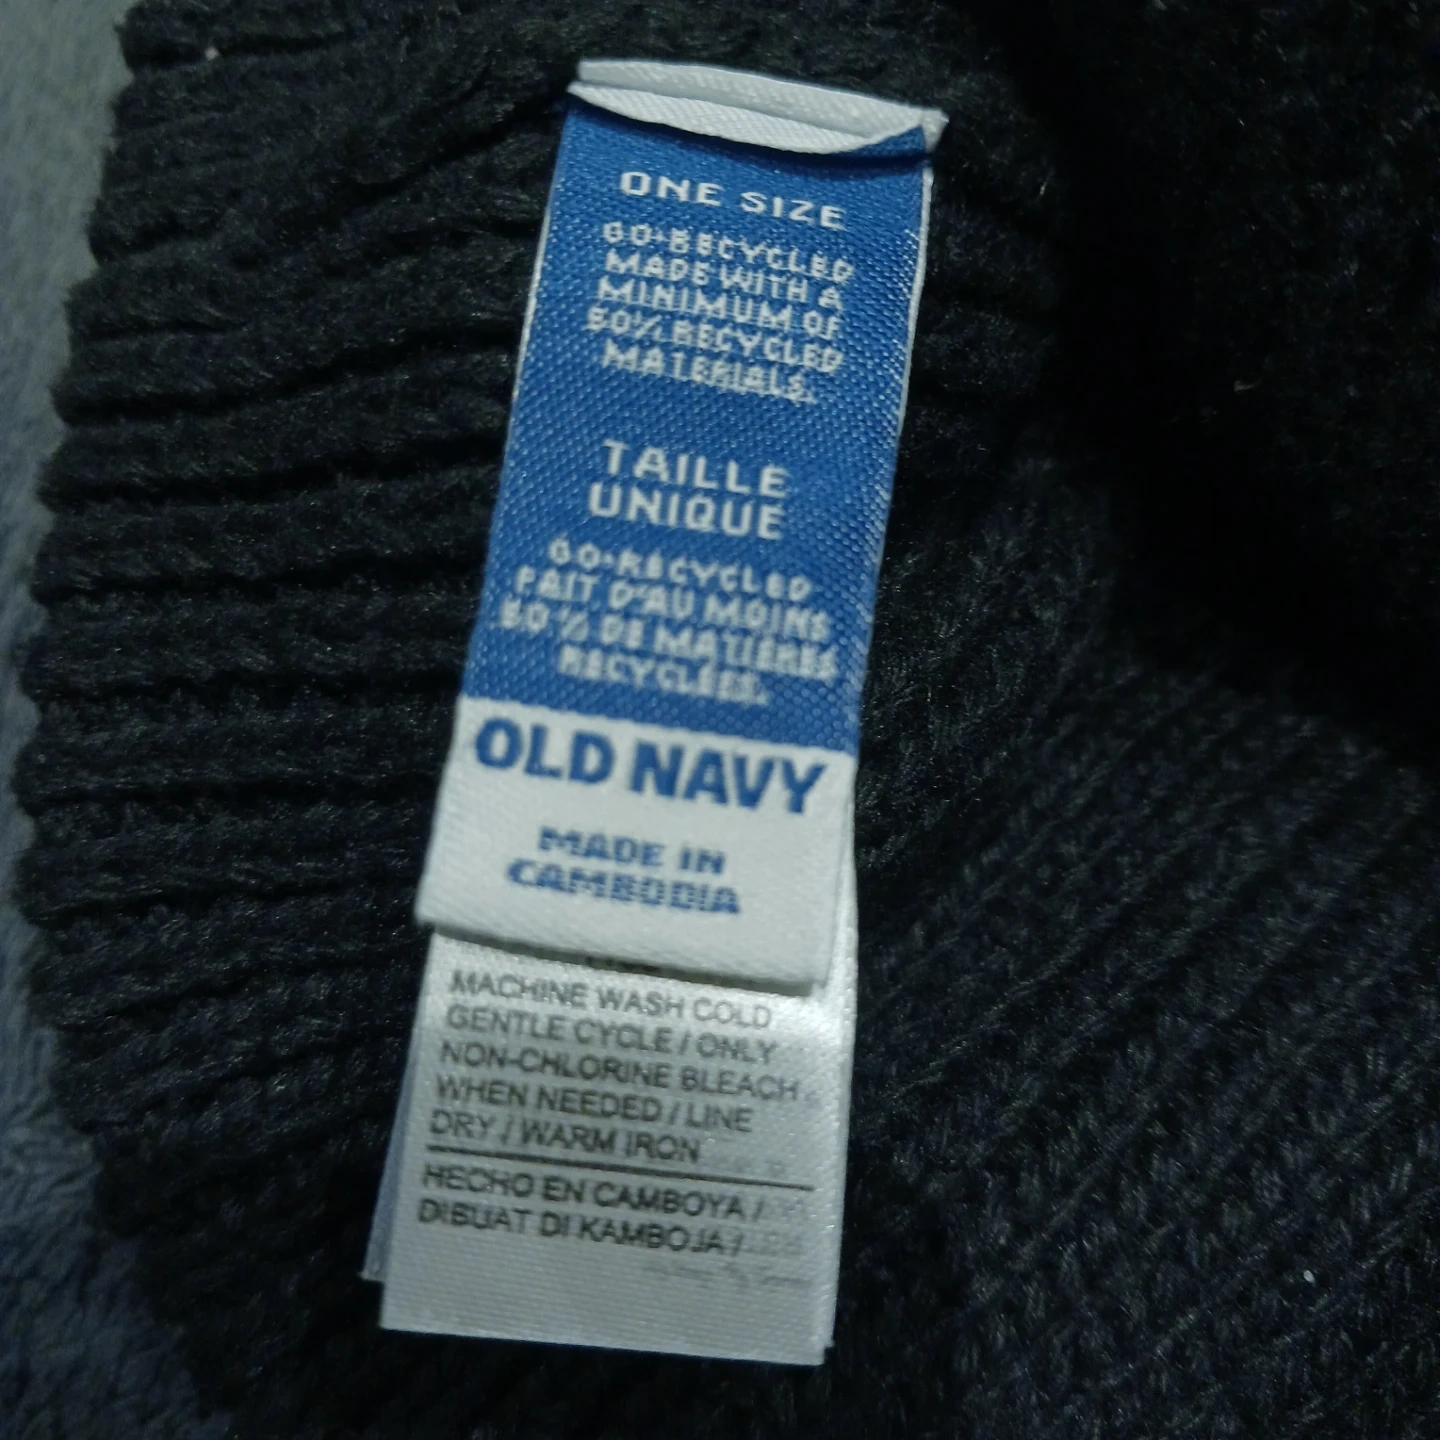 ONE SIZE
GO-RECYCLED
MADE WITH A
MINIMUM OF
50% RECYCLED
MATERIALS.
TAILLE
UNIQUE
GO-RECYCLED
FAIT D'AU MOINS
50 % DE MATIÈRES
RECYCLÉES.
OLD NAVY
MADE IN
CAMBODIA
MACHINE WASH COLD
GENTLE CYCLE / ONLY
NON-CHLORINE BLEACH
WHEN NEEDED / LINE
DRY / WARM IRON
HECHO EN CAMBOYA /
DIBUAT DI KAMBOJA /